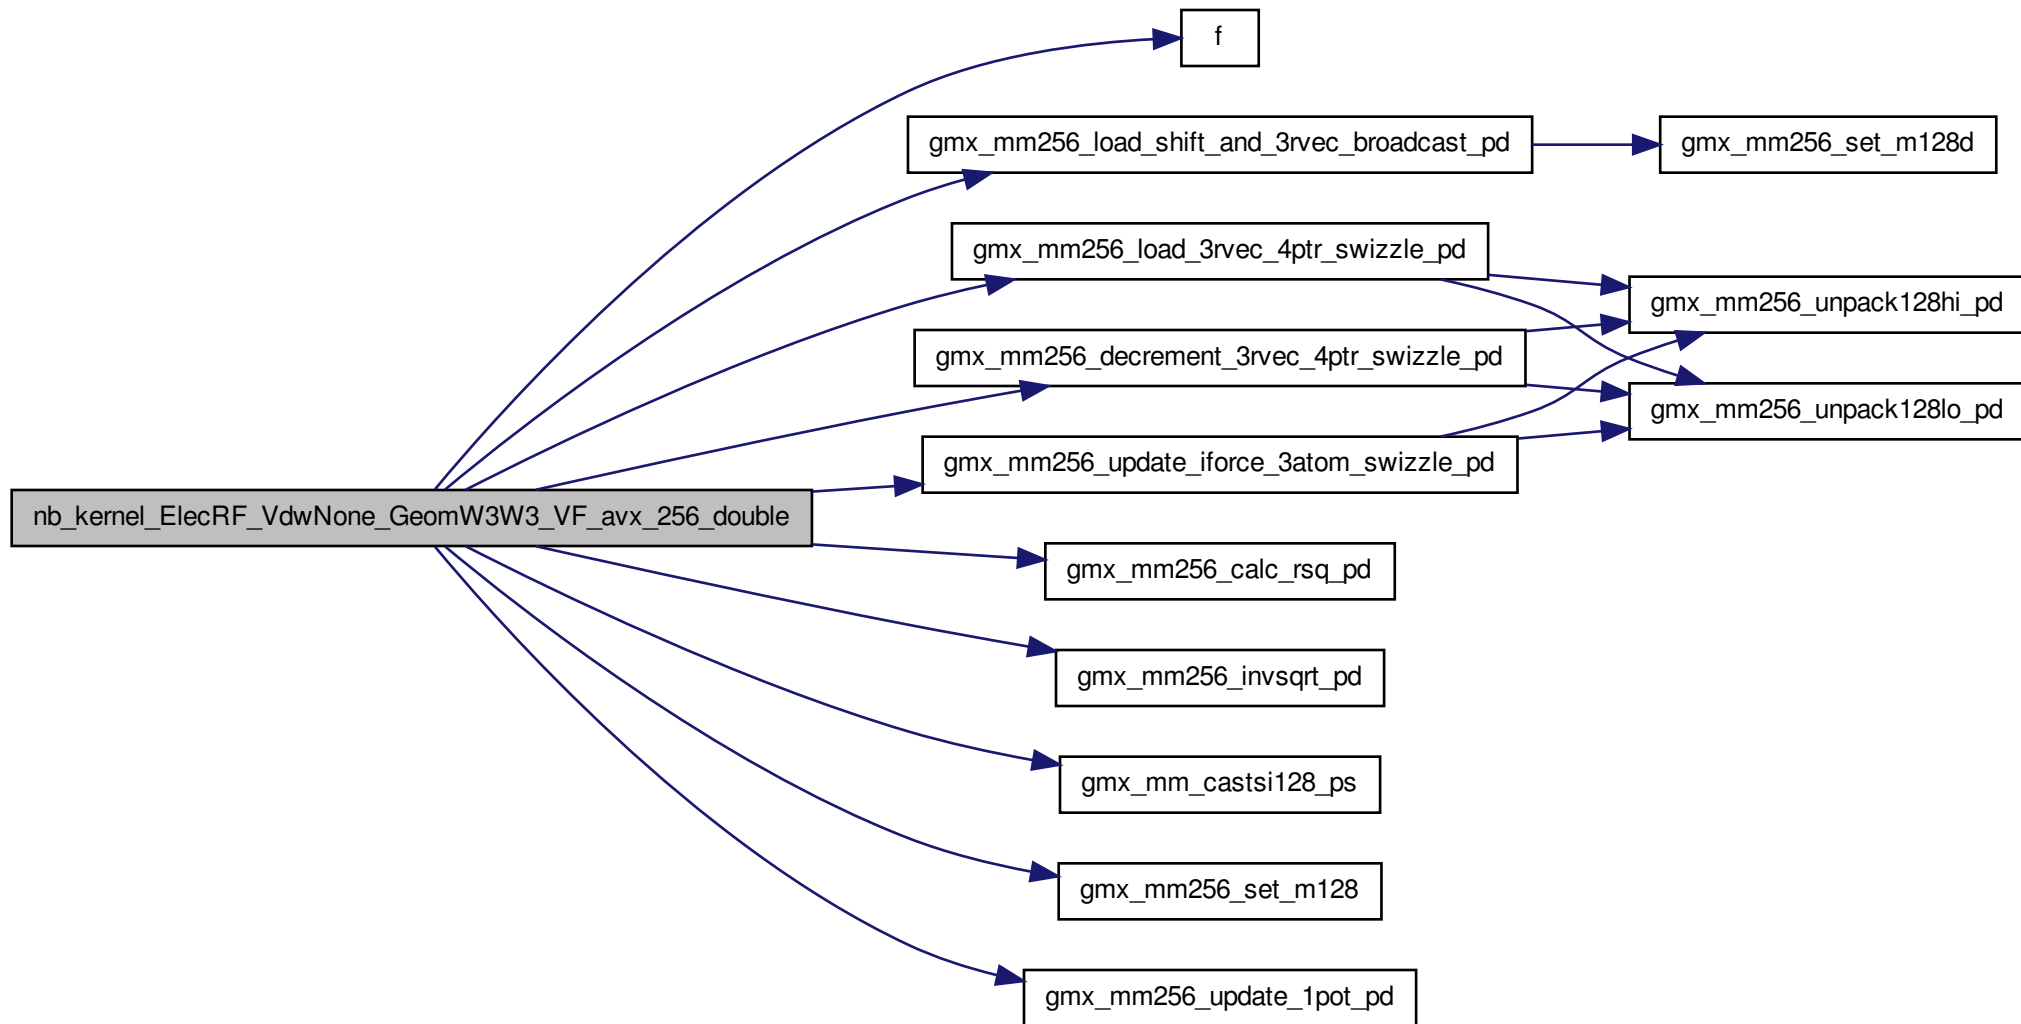 f
gmx_mm256_load_shift_and_3rvec_broadcast_pd
gmx_mm256_set_m128d
gmx_mm256_load_3rvec_4ptr_swizzle_pd
gmx_mm256_unpack128hi_pd
gmx_mm256_decrement_3rvec_4ptr_swizzle_pd
gmx_mm256_unpack128lo_pd
gmx_mm256_update_iforce_3atom_swizzle_pd
nb_kernel_ElecRF_VdwNone_GeomW3W3_VF_avx_256_double
gmx_mm256_calc_rsq_pd
gmx_mm256_invsqrt_pd
gmx_mm_castsi128_ps
gmx_mm256_set_m128
gmx_mm256_update_1pot_pd